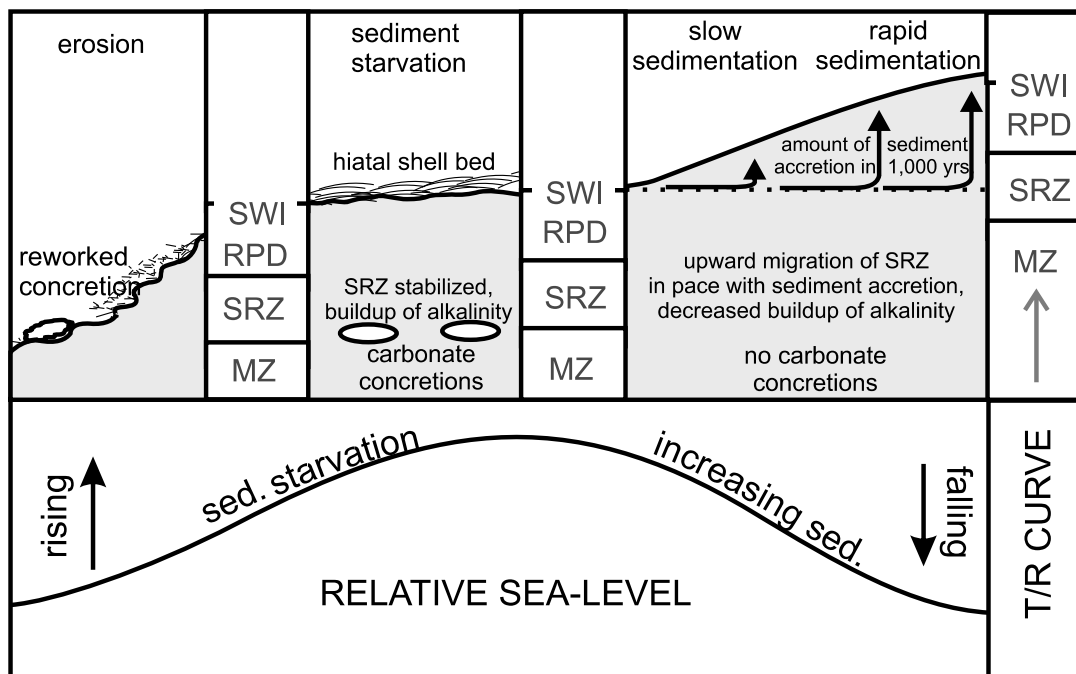 erosion
reworked
concretion
SWI
RPD
SRZ
MZ
sediment
starvation
hiatal shell bed
SRZ stabilized,
buildup of alkalinity
carbonate
concretions
SWI
RPD
SRZ
MZ
slow
sedimentation
rapid
sedimentation
amount of sediment
accretion in 1,000 yrs.
upward migration of SRZ
in pace with sediment accretion,
decreased buildup of alkalinity
no carbonate
concretions
SWI
RPD
SRZ
MZ
rising
sed. starvation
increasing sed.
falling
RELATIVE SEA-LEVEL
T/R CURVE